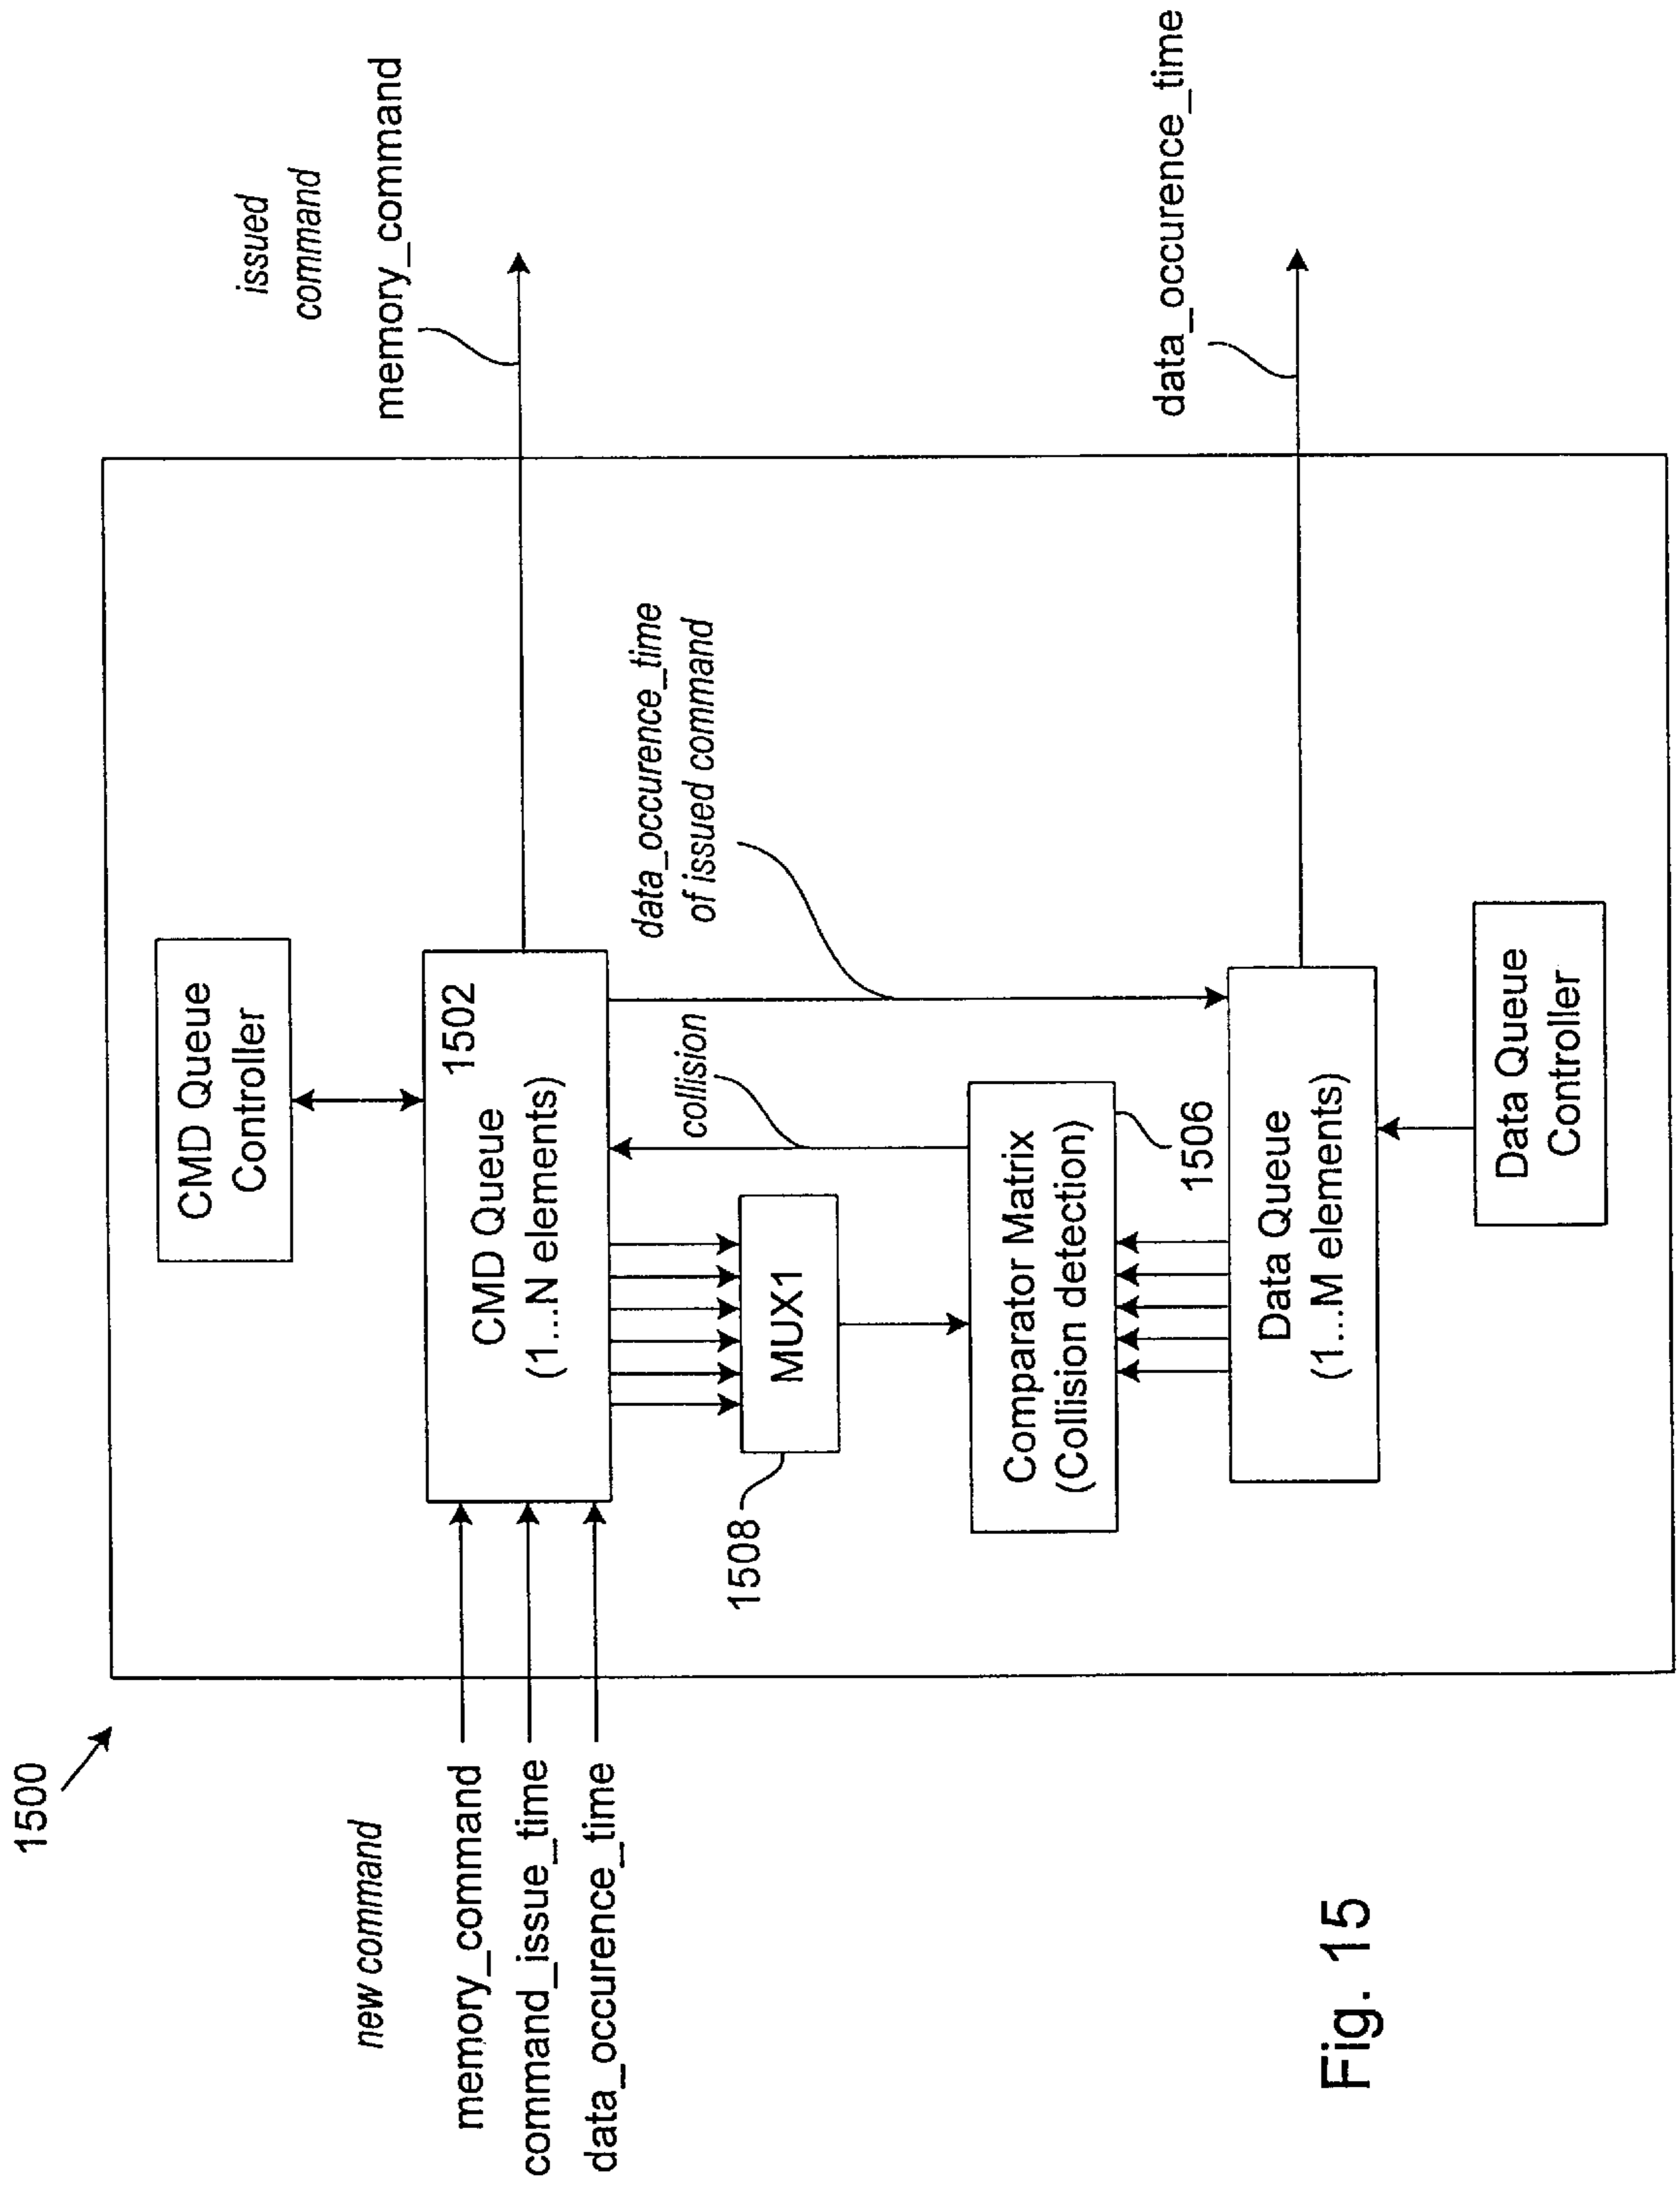 1500
new command
memory_command
command_issue_time
data_occurence_time
CMD Queue
Controller
1502
CMD Queue
(1...N elements)
issued
command
memory_command
1508
MUX1
collision
data_occurence_time
of issued command
Comparator Matrix
(Collision detection)
1506
Data Queue
(1...M elements)
data_occurence_time
Data Queue
Controller
Fig. 15